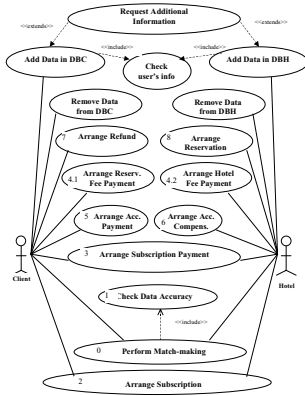 Request Additional
Information
<<extends>>
<<extends>>
Add Data in DBC
<<include>>
<<include>>
Add Data in DBH
Check
user's info
Remove Data
from DBC
Remove Data
from DBH
7
Arrange Refund
8
Arrange
Reservation
4.1
Arrange Reserv.
Fee Payment
4.2
Arrange Hotel
Fee Payment
5
Arrange Acc.
Payment
6
Arrange Acc.
Compens.
3
Arrange Subscription Payment
Client
Hotel
1
Check Data Accuracy
<<include>>
0
Perform Match-making
2
Arrange Subscription